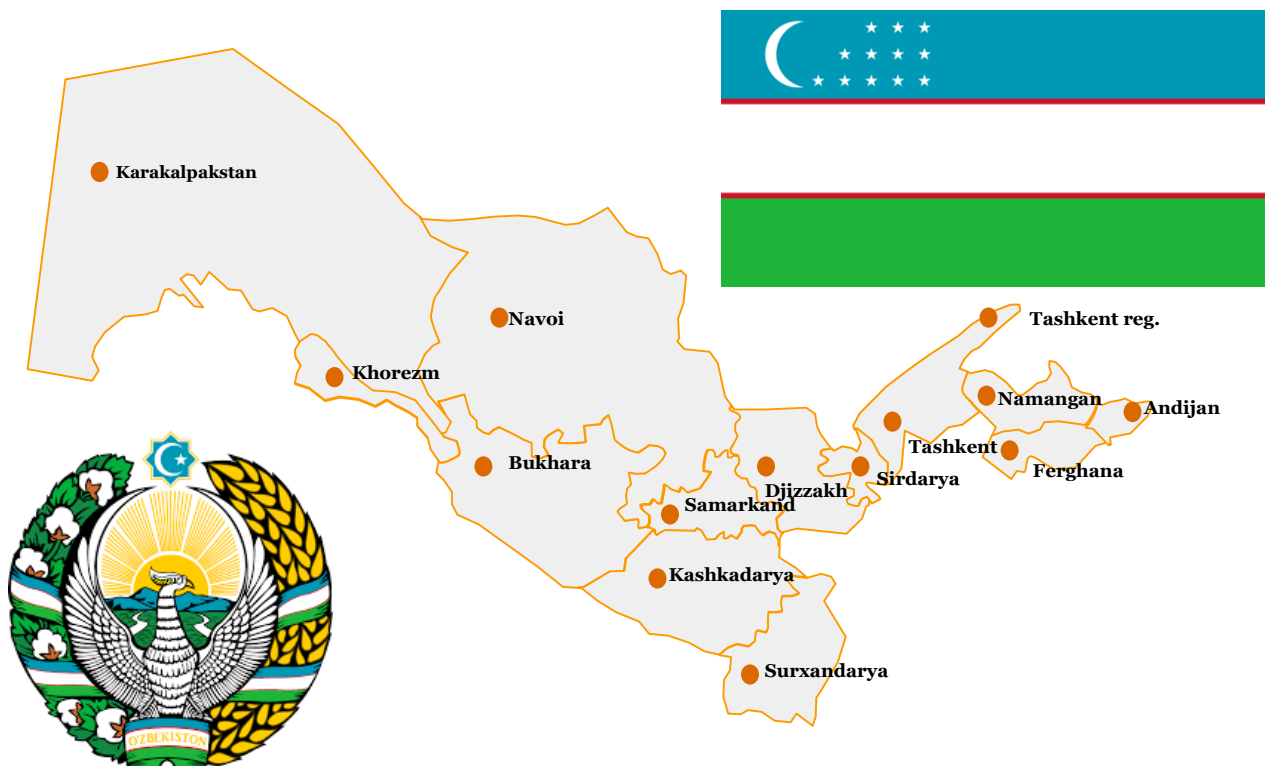 Karakalpakstan
Navoi
Tashkent reg.
Khorezm
Namangan
Andijan
Tashkent
Bukhara
Ferghana
Sirdarya
Djizzakh
Samarkand
Kashkadarya
Surxandarya
O'ZBEKISTON